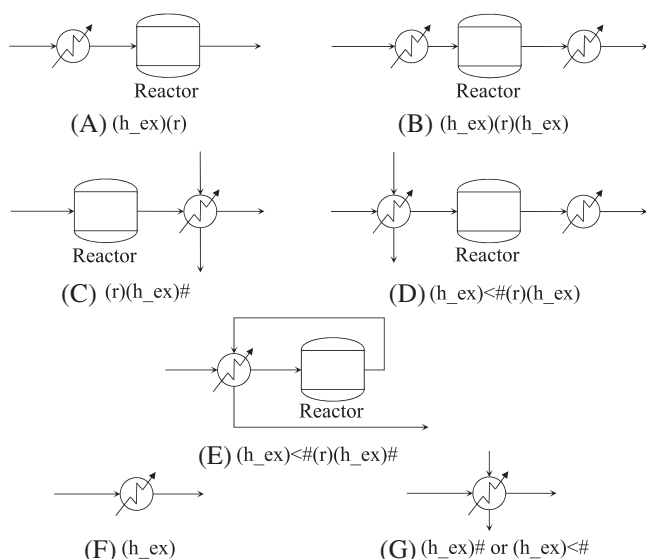 Reactor
(A) (h_ex)(r)
Reactor
(B) (h_ex)(r)(h_ex)
Reactor
(C) (r)(h_ex)#
Reactor
(D) (h_ex)<#(r)(h_ex)
Reactor
(E) (h_ex)<#(r)(h_ex)#
(F) (h_ex)
(G) (h_ex)# or (h_ex)<#